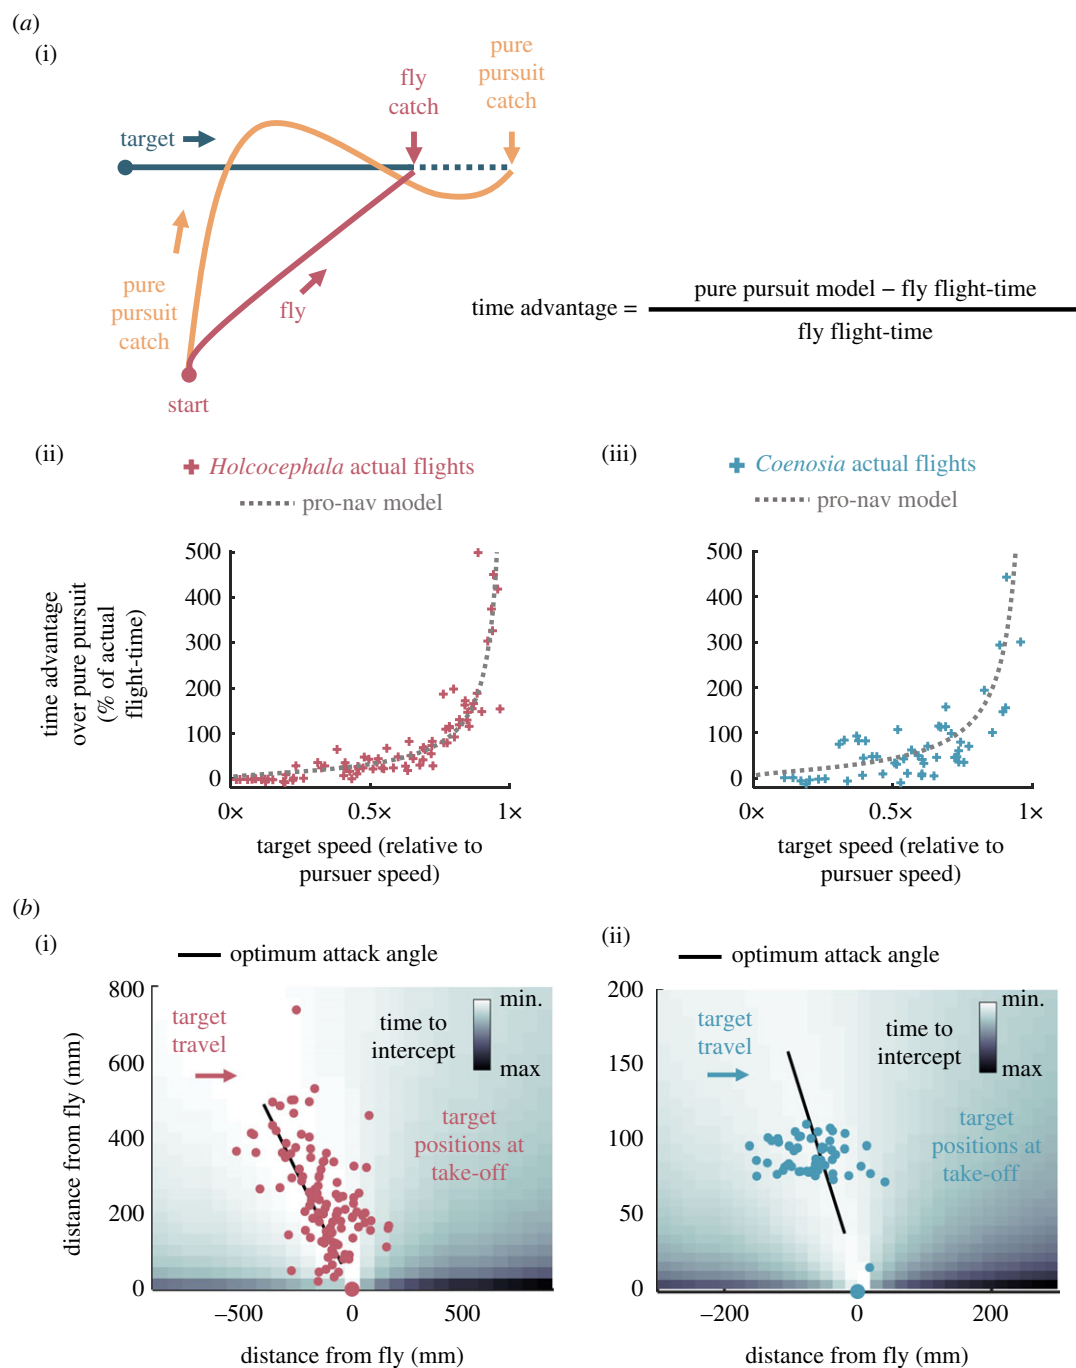 (a)
(i)
target
fly
catch
pure
pursuit
catch
pure
pursuit
catch
fly
start
time advantage =
pure pursuit model − fly flight-time
fly flight-time
(ii)
Holcocephala actual flights
pro-nav model
time advantage
over pure pursuit
(% of actual
flight-time)
500
400
300
200
100
0
0×
0.5×
1×
target speed (relative to
pursuer speed)
(iii)
Coenosia actual flights
pro-nav model
500
400
300
200
100
0
0×
0.5×
1×
target speed (relative to
pursuer speed)
(b)
(i)
optimum attack angle
distance from fly (mm)
800
600
400
200
0
target
travel
time to
intercept
min.
max
target
positions at
take-off
−500
0
500
distance from fly (mm)
(ii)
optimum attack angle
200
150
100
50
0
target
travel
time to
intercept
min.
max
target
positions at
take-off
−200
0
200
distance from fly (mm)